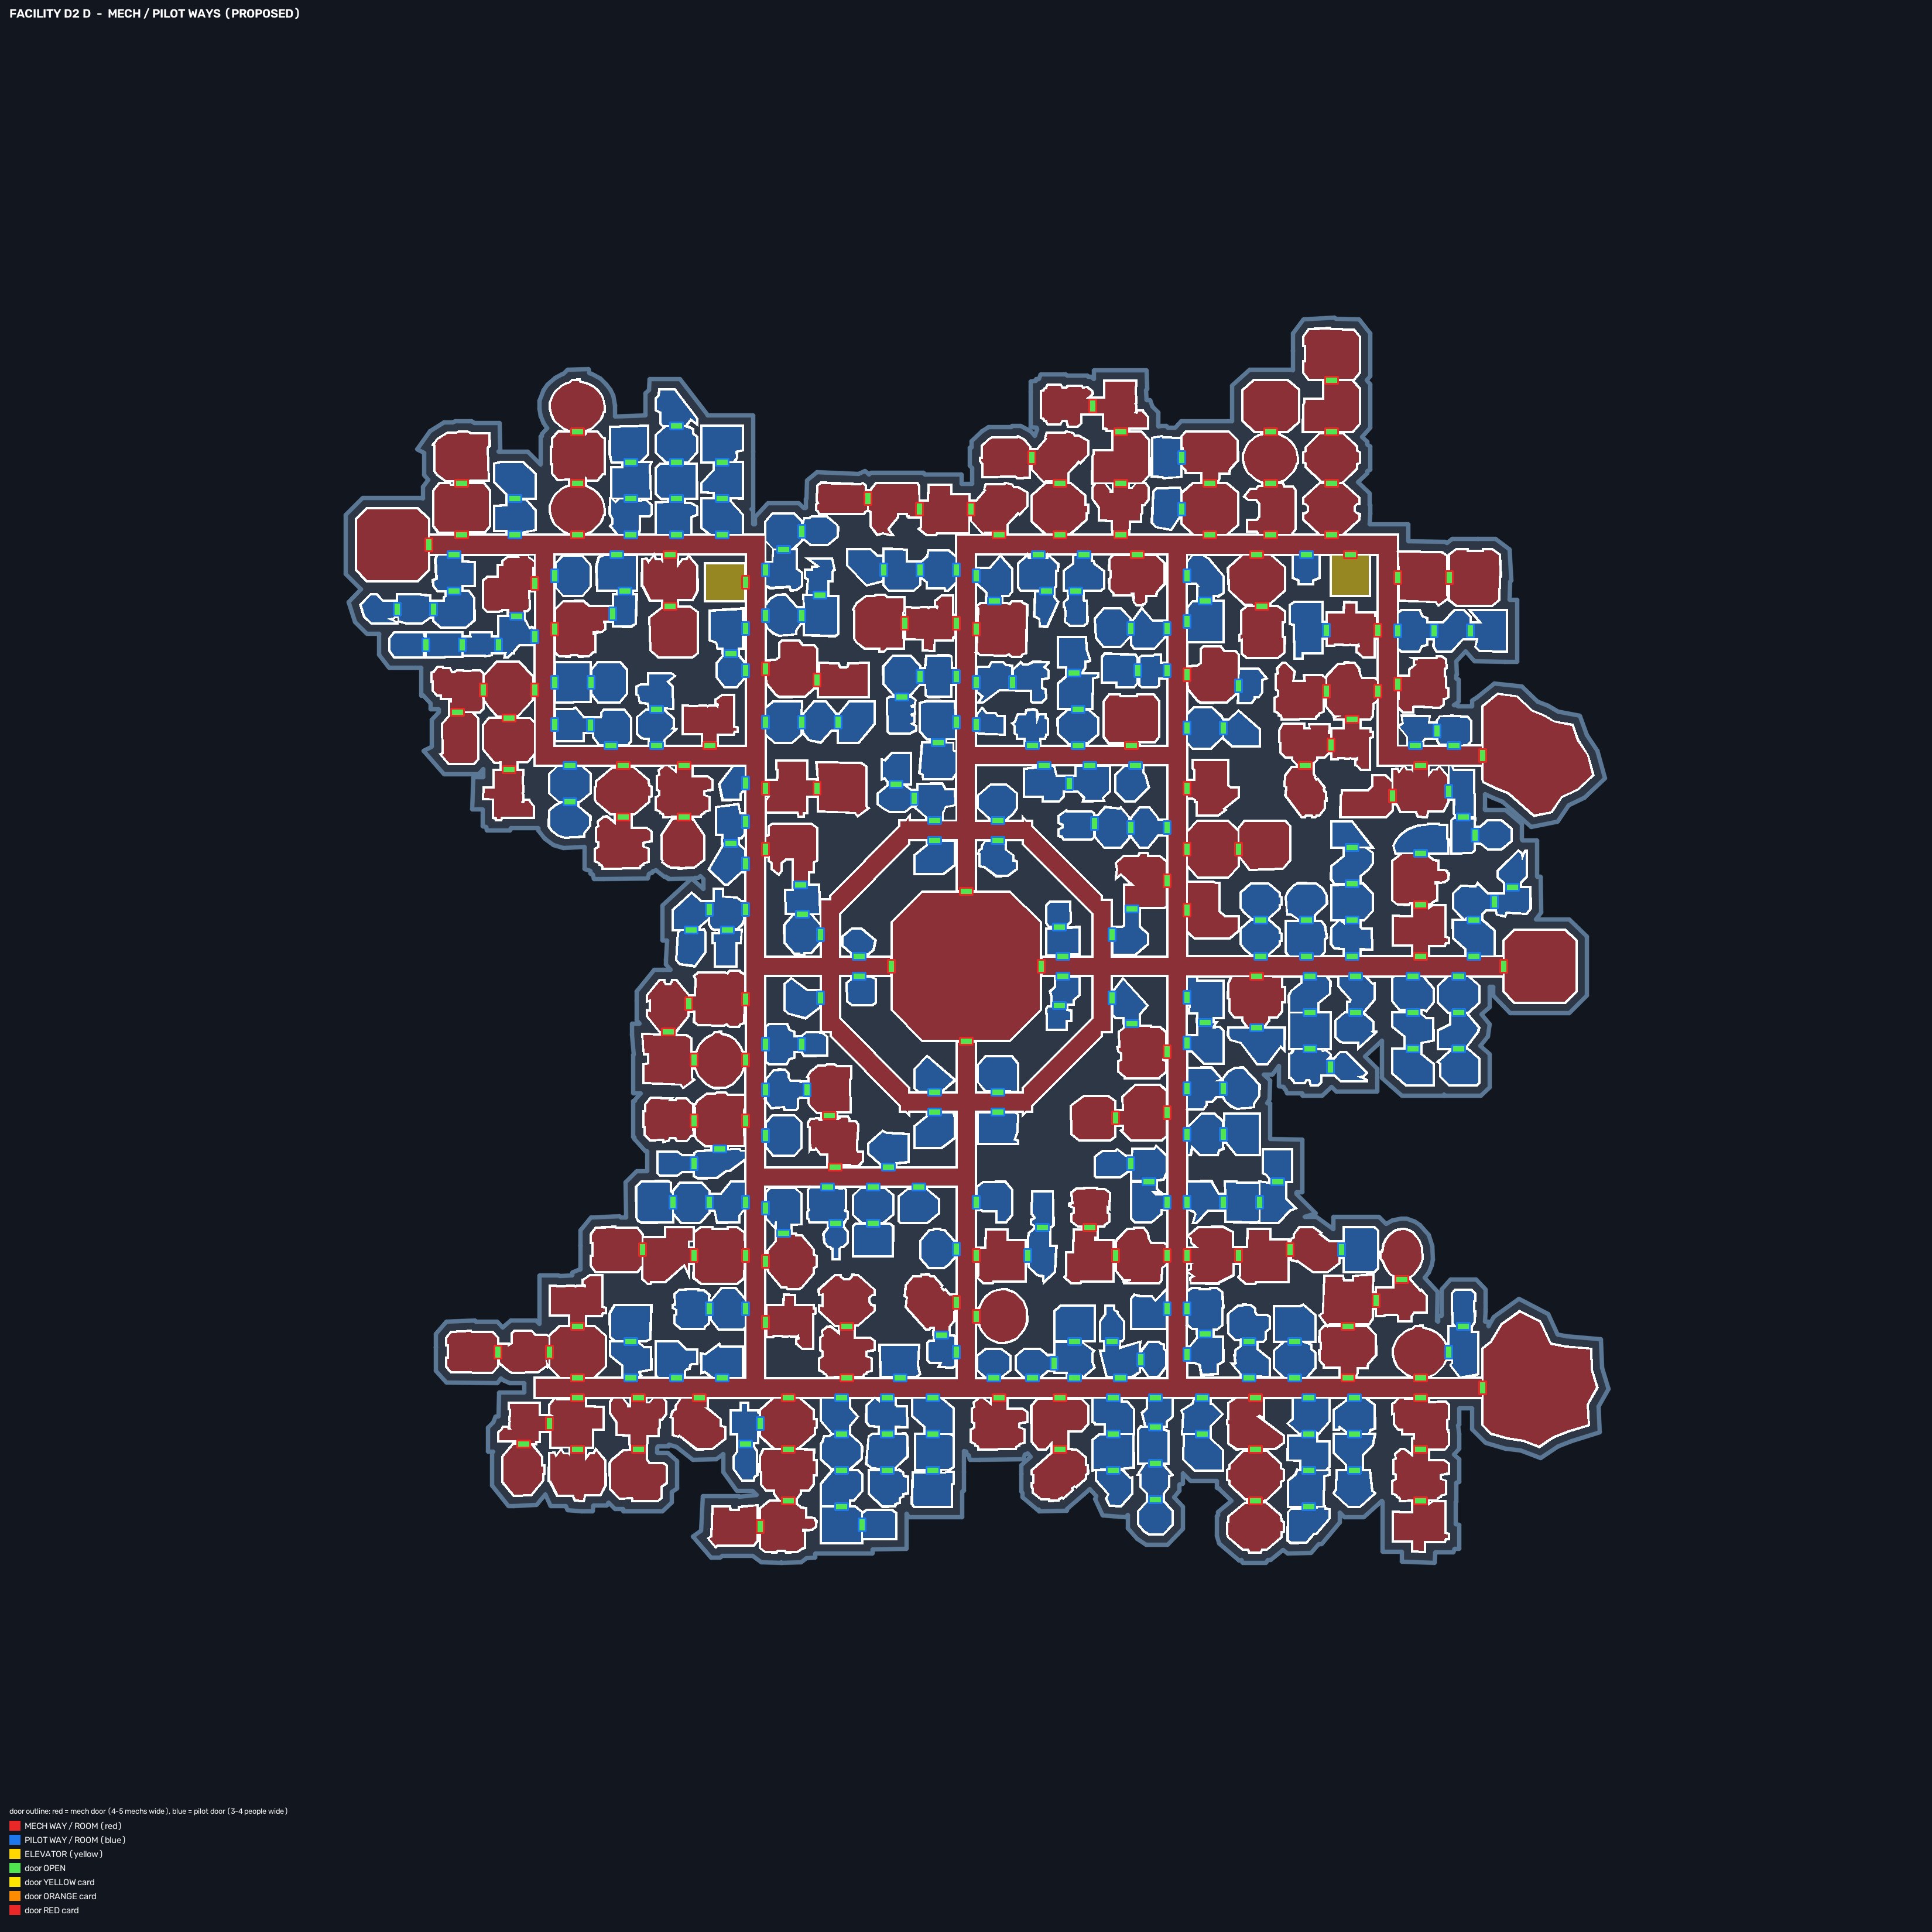 FACILITY D2 D - MECH / PILOT WAYS (PROPOSED)
door outline: red = mech door (4-5 mechs wide), blue = pilot door (3-4 people wide)
MECH WAY / ROOM (red)
PILOT WAY / ROOM (blue)
ELEVATOR (yellow)
door OPEN
door YELLOW card
door ORANGE card
door RED card